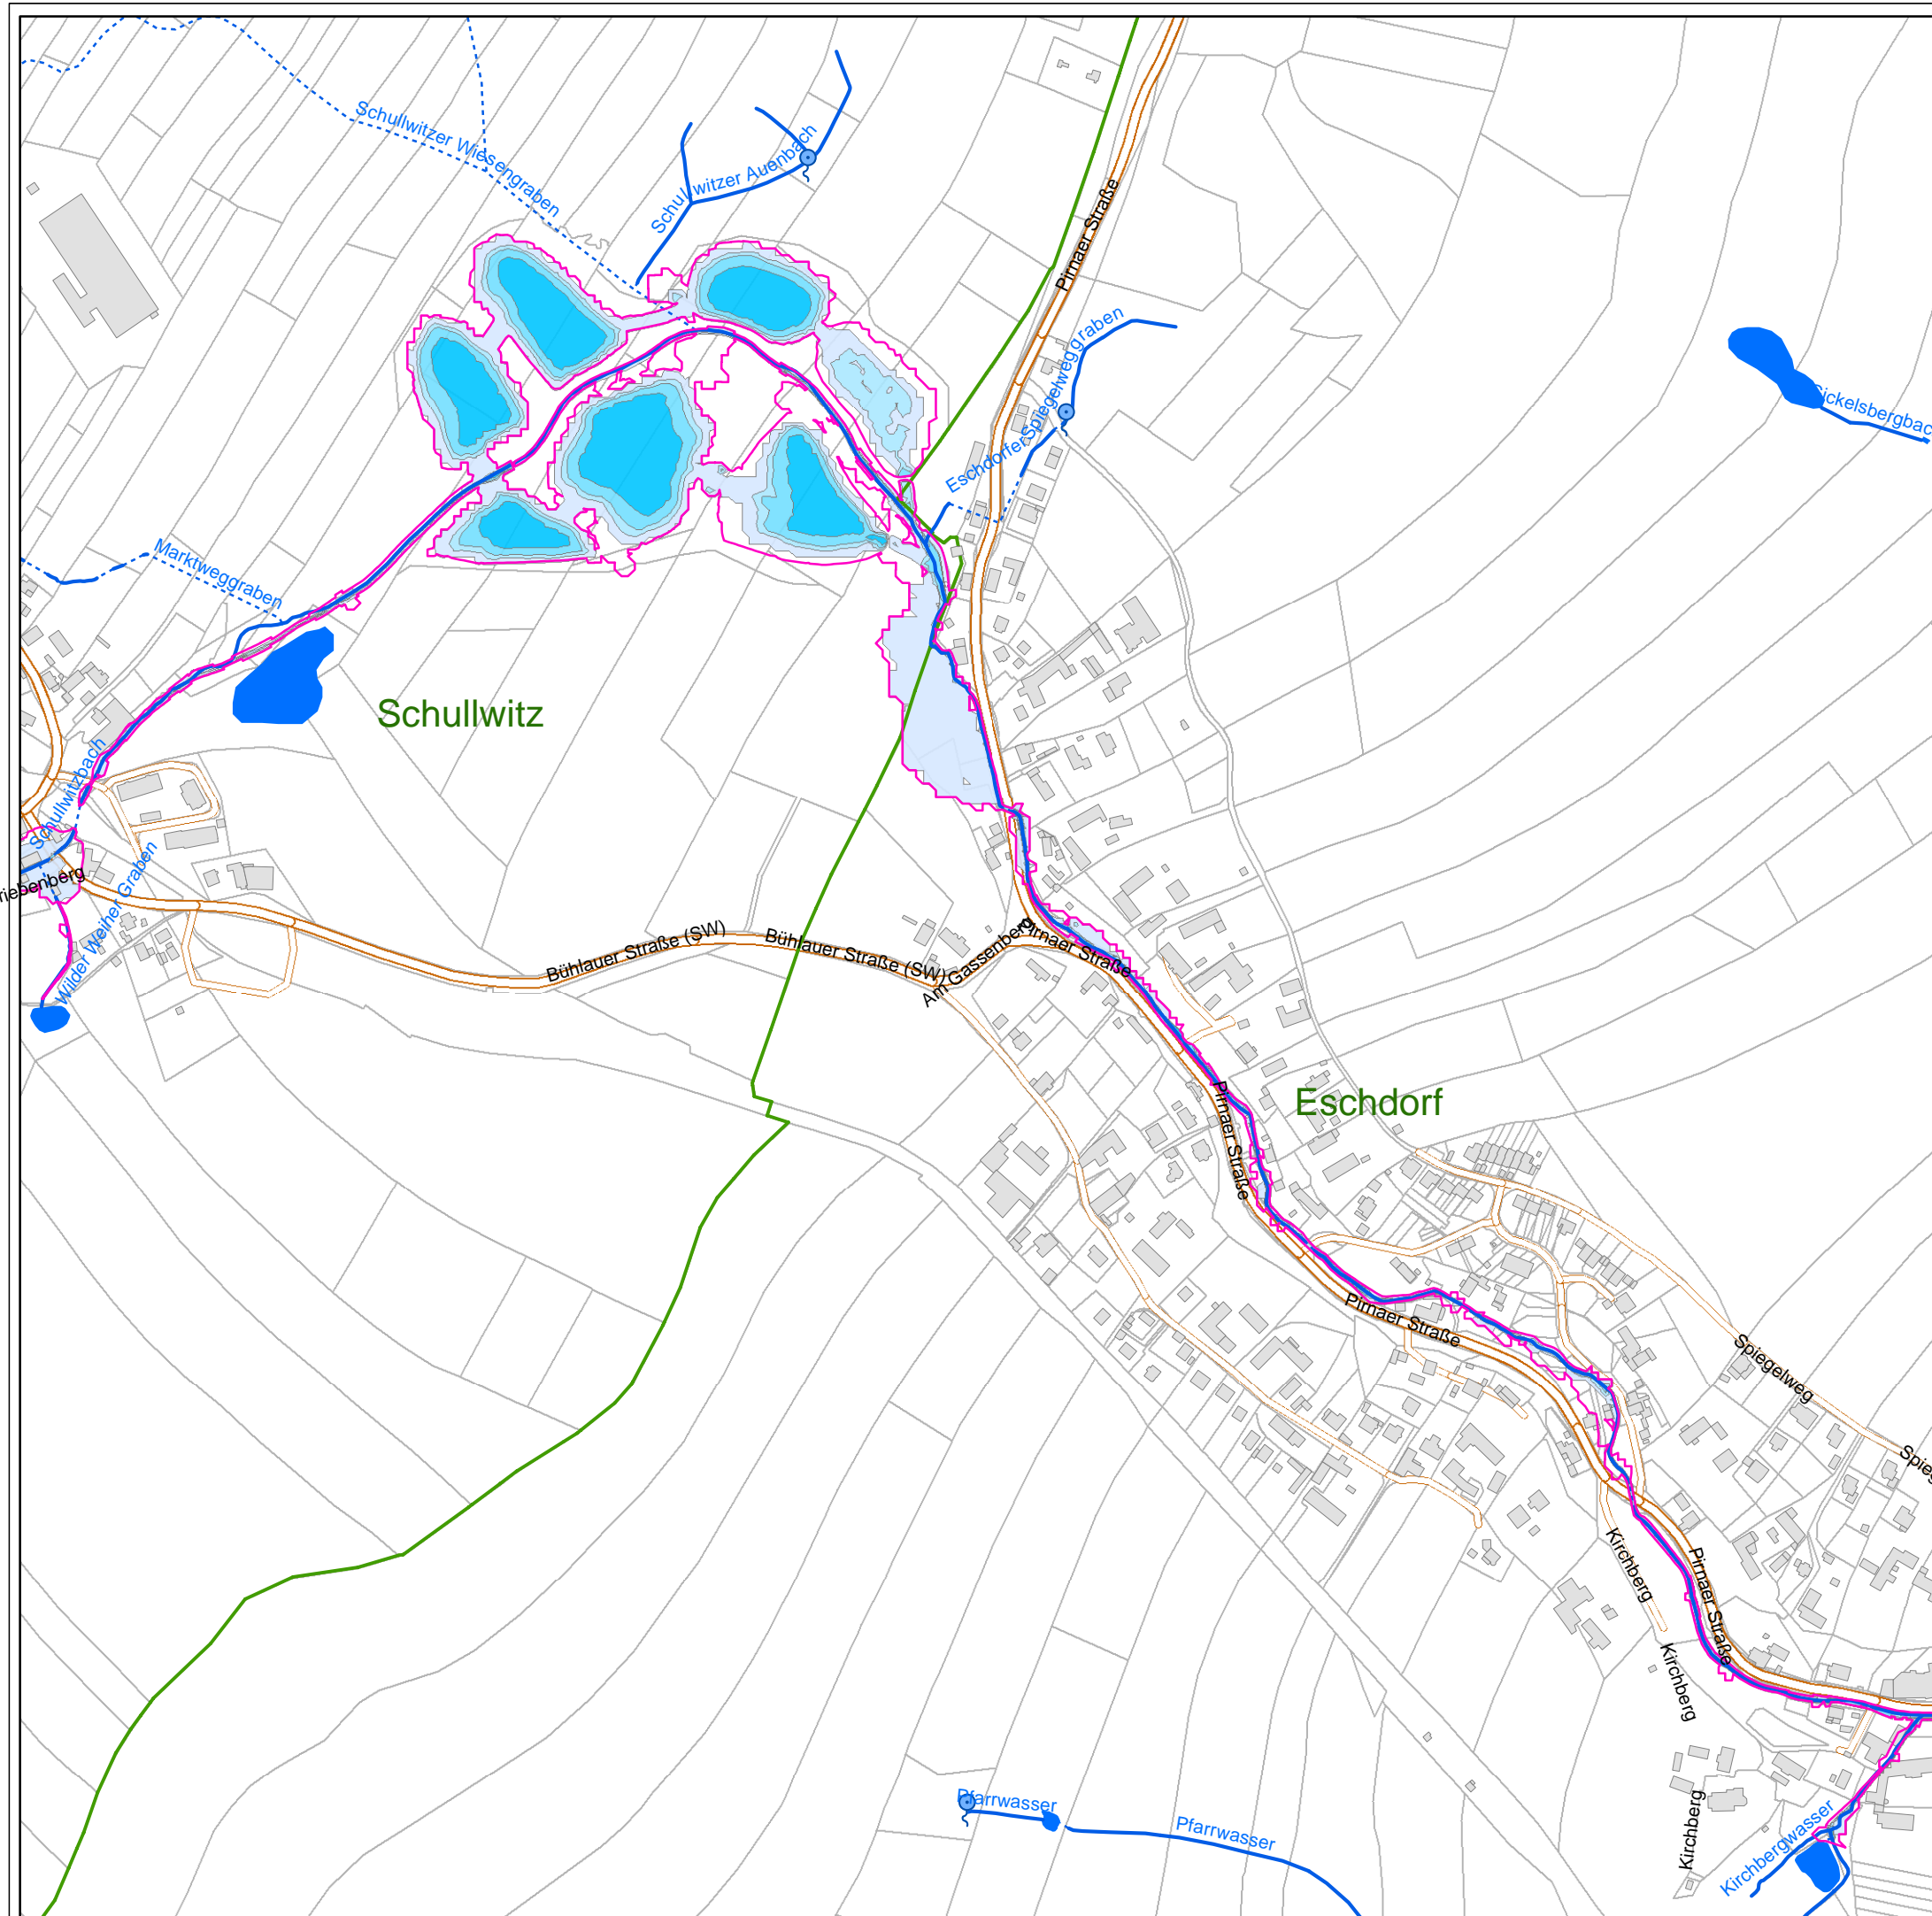 Schullwitzer Wiesengraben
Schullwitzer Auenbach
Pirnaer Straße
Eschdorfer Spiegelweggraben
Marktweggraben
Schullwitz
Schullwitzbach
Wilder Weiher Graben
Bühlauer Straße (SW)
Bühlauer Straße (SW)
Am Gassenberg
Pirnaer Straße
Eschdorf
Pirnaer Straße
Pirnaer Straße
Spiegelweg
Kirchberg
Pirnaer Straße
Kirchberg
Kirchberg
Kirchbergwasser
Pfarrwasser
Pfarrwasser